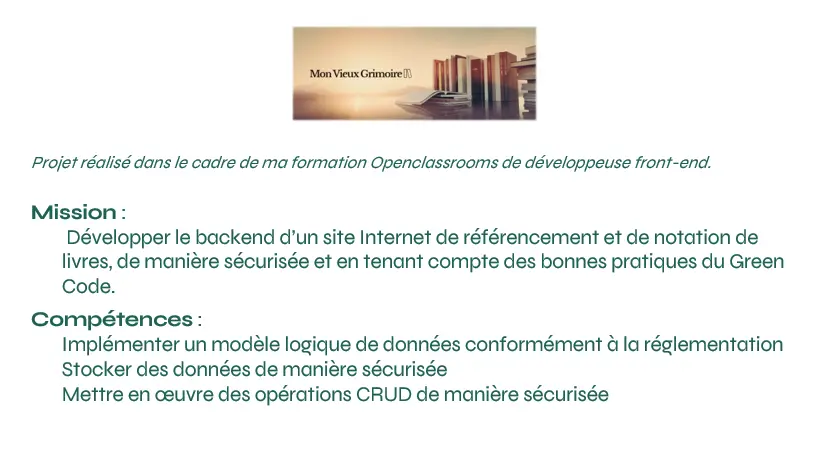 Mon Vieux Grimoire
Projet réalisé dans le cadre de ma formation Openclassrooms de développeuse front-end.
Mission :
Développer le backend d’un site Internet de référencement et de notation de
livres, de manière sécurisée et en tenant compte des bonnes pratiques du Green
Code.
Compétences :
Implémenter un modèle logique de données conformément à la réglementation
Stocker des données de manière sécurisée
Mettre en œuvre des opérations CRUD de manière sécurisée